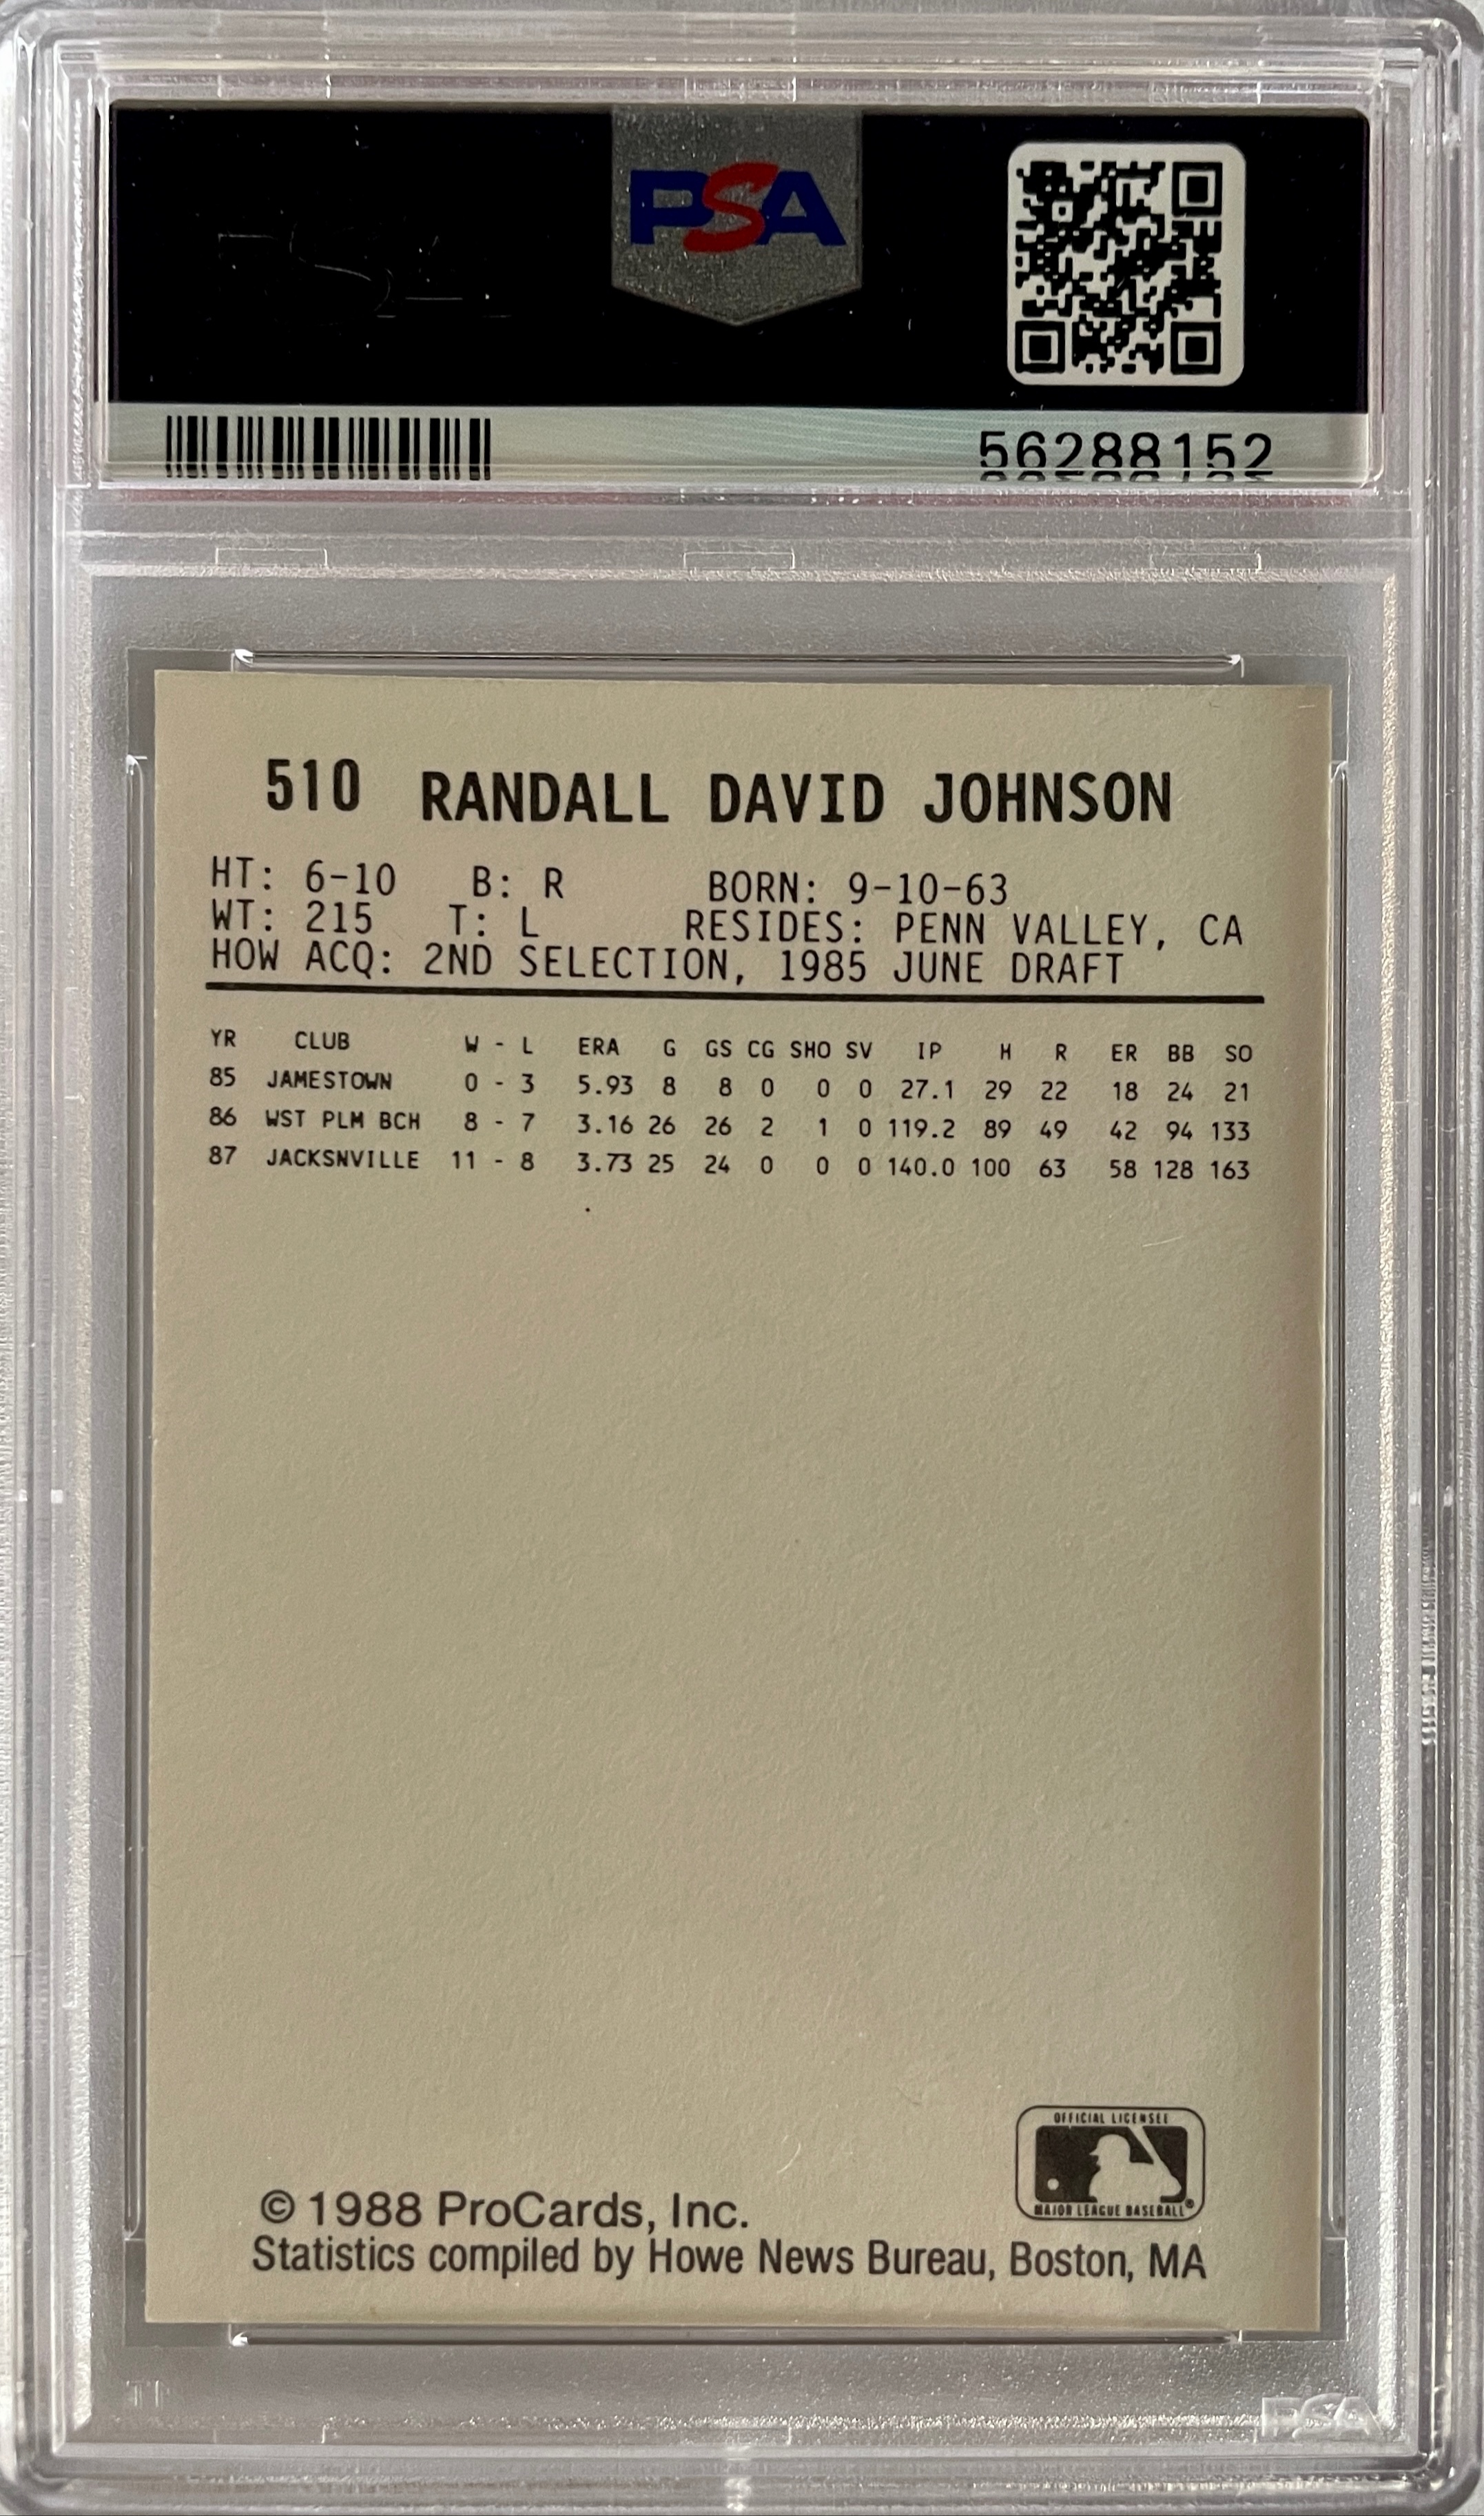 PSA
56288152
510 RANDALL DAVID JOHNSON
HT: 6-10 B: R BORN: 9-10-63
WT: 215 T: L RESIDES: PENN VALLEY, CA
HOW ACQ: 2ND SELECTION, 1985 JUNE DRAFT
YR CLUB W - L ERA G GS CG SHO SV IP H R ER BB SO
85 JAMESTOWN 0 - 3 5.93 8 8 0 0 0 27.1 29 22 18 24 21
86 WST PLM BCH 8 - 7 3.16 26 26 2 1 0 119.2 89 49 42 94 133
87 JACKSNVILLE 11 - 8 3.73 25 24 0 0 0 140.0 100 63 58 128 163
OFFICIAL LICENSEE
MAJOR LEAGUE BASEBALL®
© 1988 ProCards, Inc.
Statistics compiled by Howe News Bureau, Boston, MA
PSA